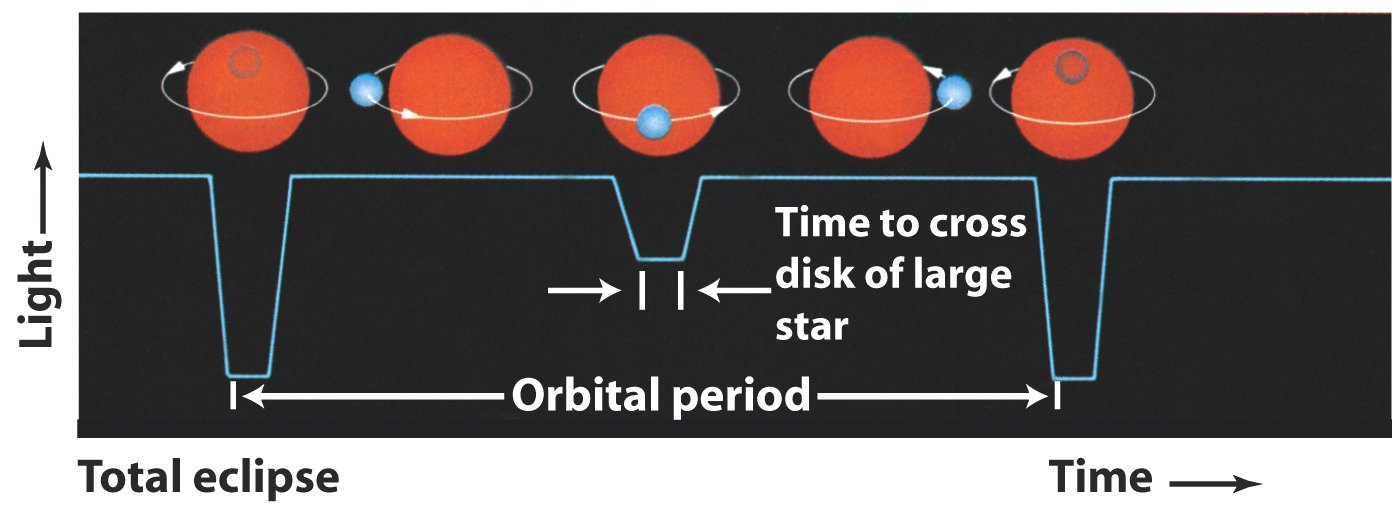 Light
Time to cross
disk of large
star
Orbital period
Total eclipse
Time